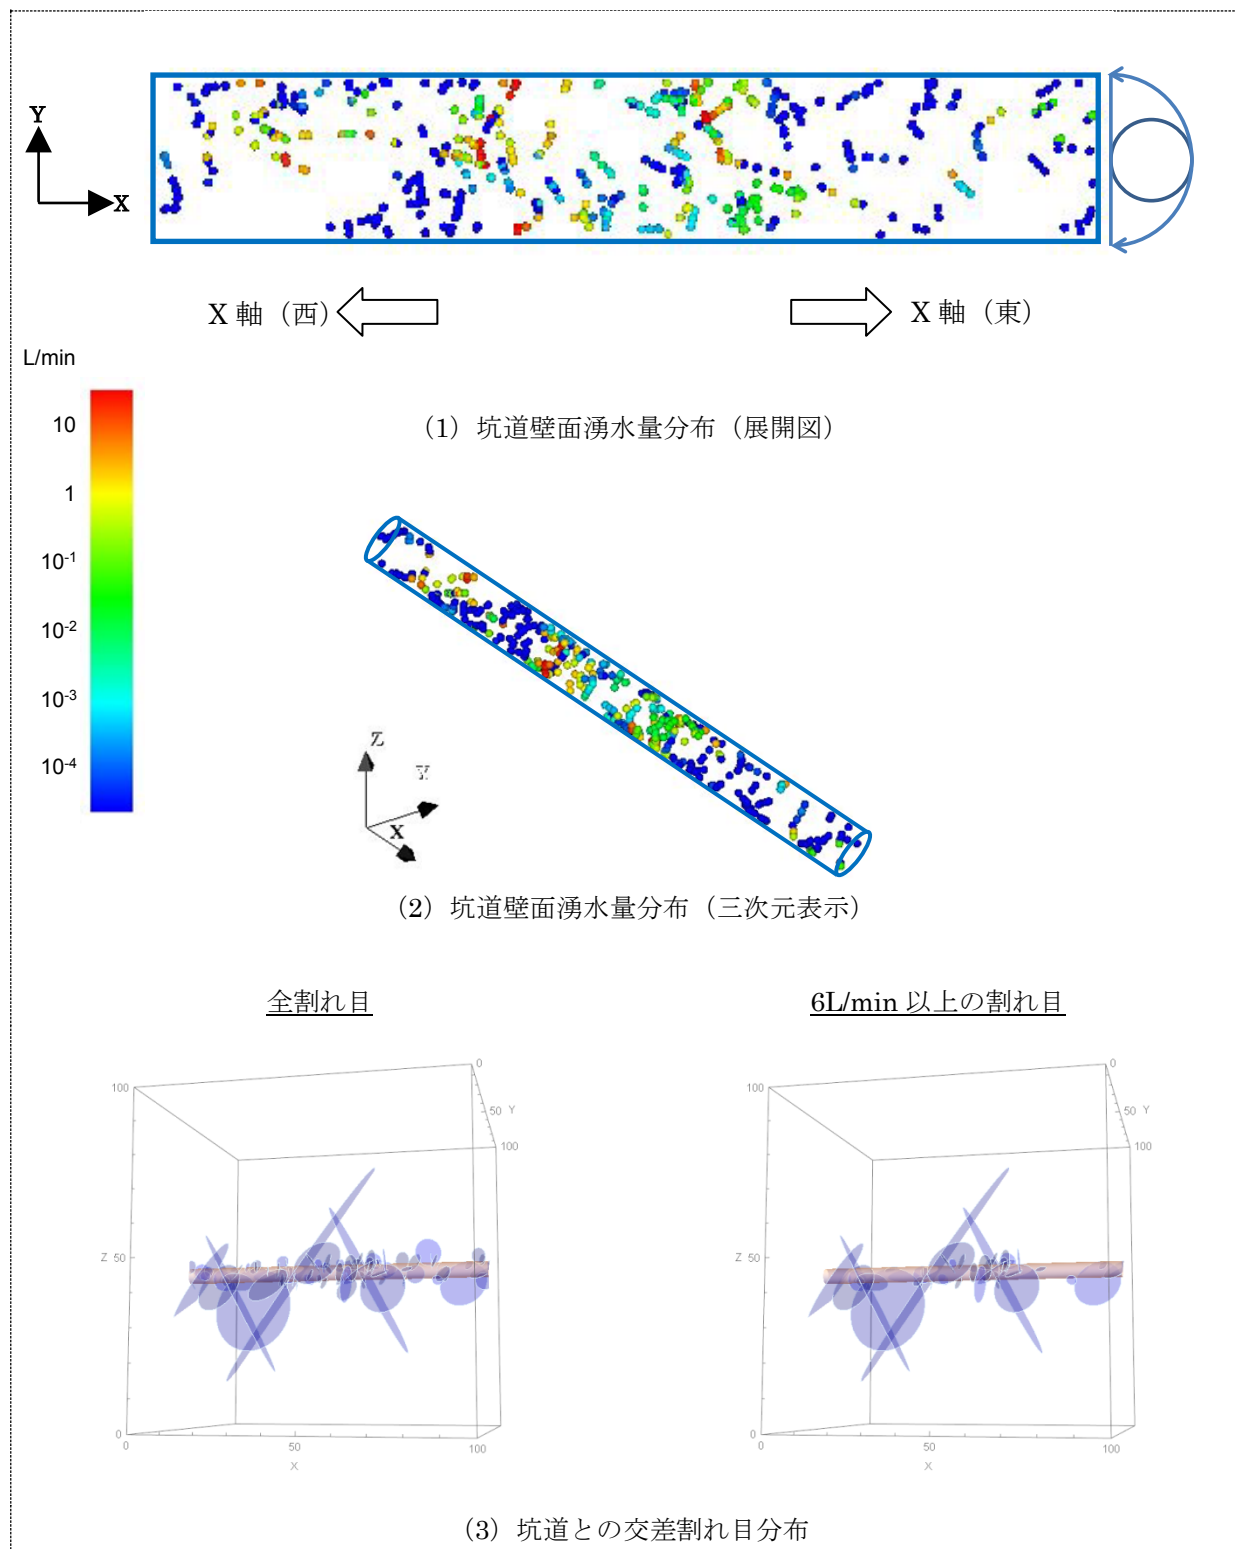 Y
X
X 軸（西）
X 軸（東）
L/min
10
1
10-1
10-2
10-3
10-4
（1）坑道壁面湧水量分布（展開図）
Z
Y
X
（2）坑道壁面湧水量分布（三次元表示）
全割れ目
6L/min 以上の割れ目
0
100
50 Y
100
Z 50
0
0
50
100
X
0
100
50 Y
100
Z 50
0
0
50
100
X
（3）坑道との交差割れ目分布